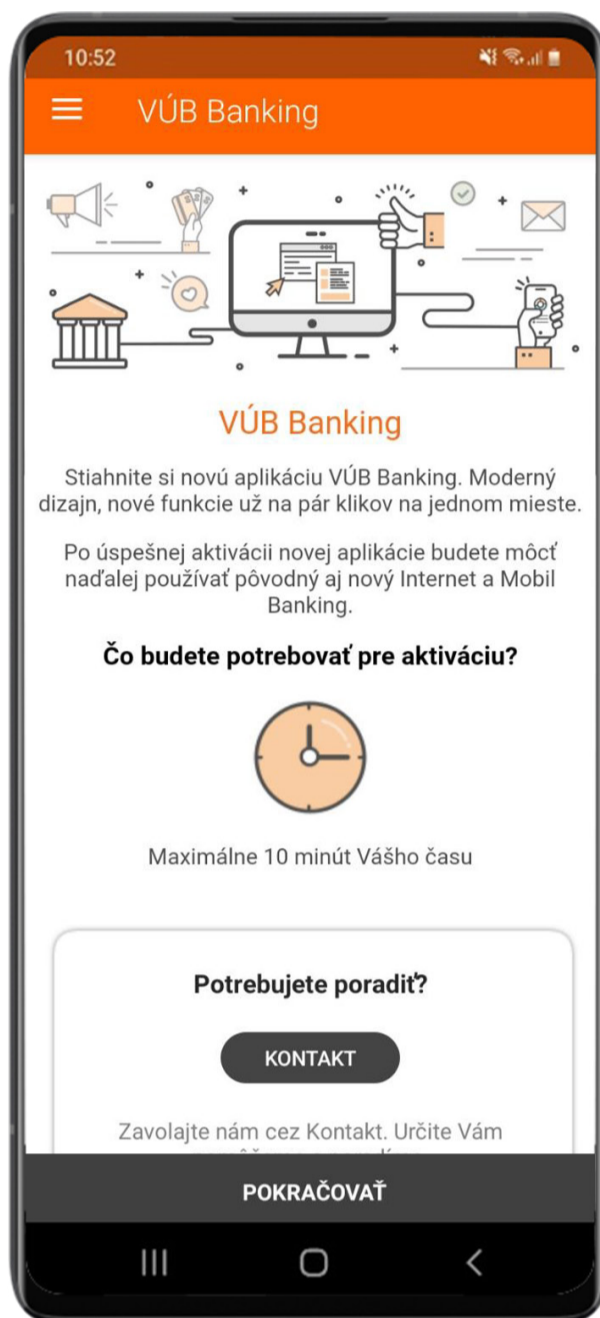 10:52
VÚB Banking
VÚB Banking
Stiahnite si novú aplikáciu VÚB Banking. Moderný
dizajn, nové funkcie už na pár klikov na jednom mieste.
Po úspešnej aktivácii novej aplikácie budete môcť
naďalej používať pôvodný aj nový Internet a Mobil
Banking.
Čo budete potrebovať pre aktiváciu?
Maximálne 10 minút Vášho času
Potrebujete poradiť?
KONTAKT
Zavolajte nám cez Kontakt. Určite Vám
POKRAČOVAŤ